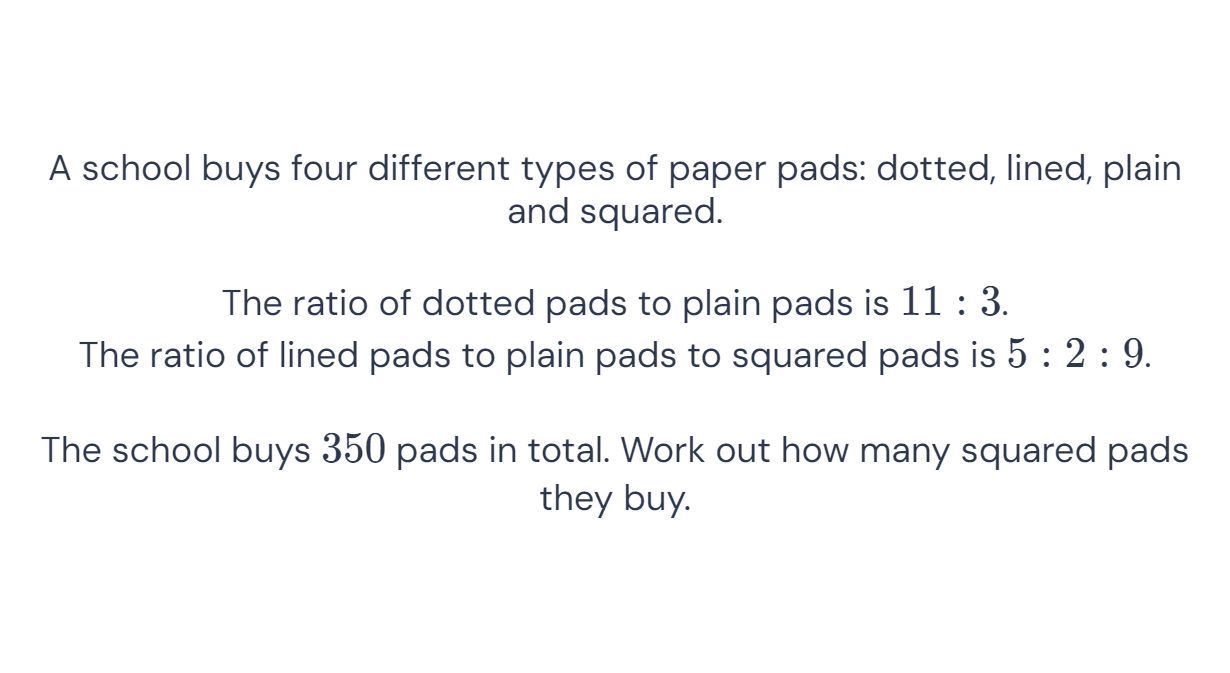 A school buys four different types of paper pads: dotted, lined, plain
and squared.
The ratio of dotted pads to plain pads is 11 : 3.
The ratio of lined pads to plain pads to squared pads is 5 : 2 : 9.
The school buys 350 pads in total. Work out how many squared pads
they buy.